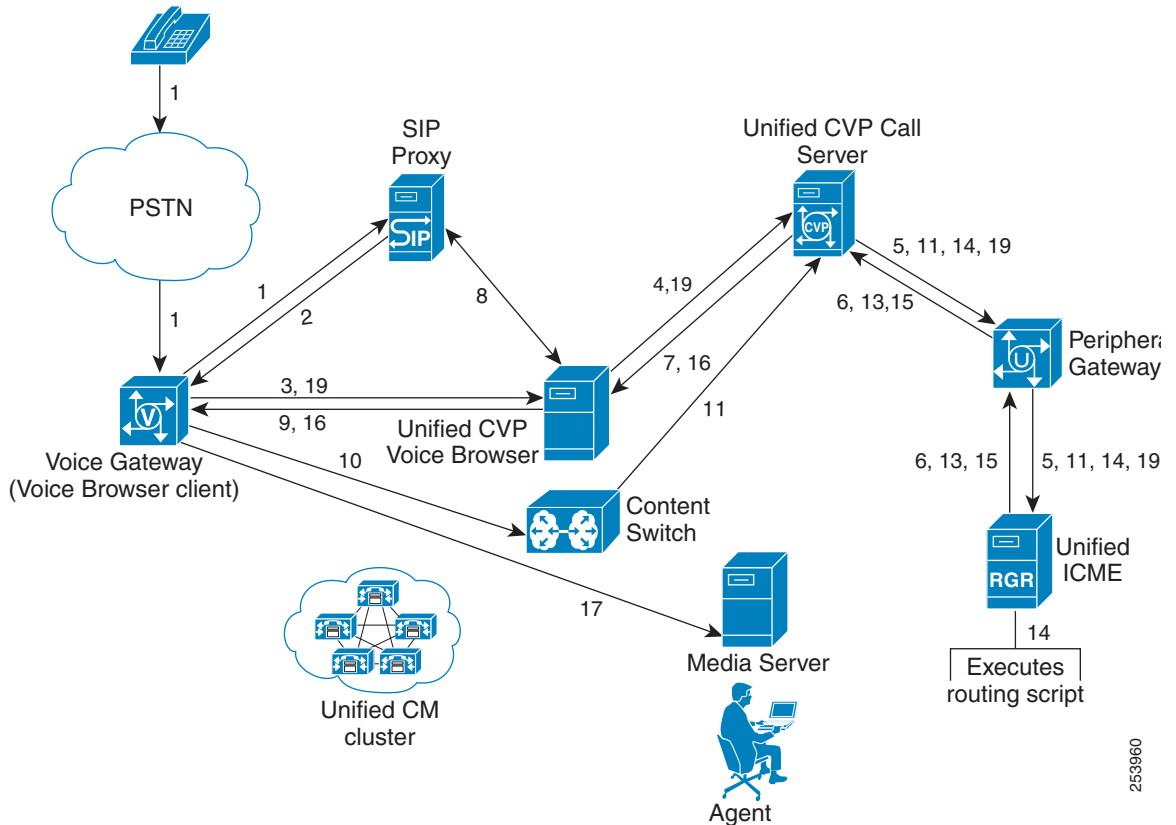 1
PSTN
1
SIP
Proxy
SIP
1
2
8
Unified CVP Call
Server
CVP
4,19
7, 16
5, 11, 14, 19
6, 13,15
U
Periphera
Gateway
V
Voice Gateway
(Voice Browser client)
3, 19
9, 16
Unified CVP
Voice Browser
10
11
Content
Switch
17
6, 13, 15
5, 11, 14, 19
RGR
Unified
ICME
14
Executes
routing script
Media Server
Unified CM
cluster
Agent
253960